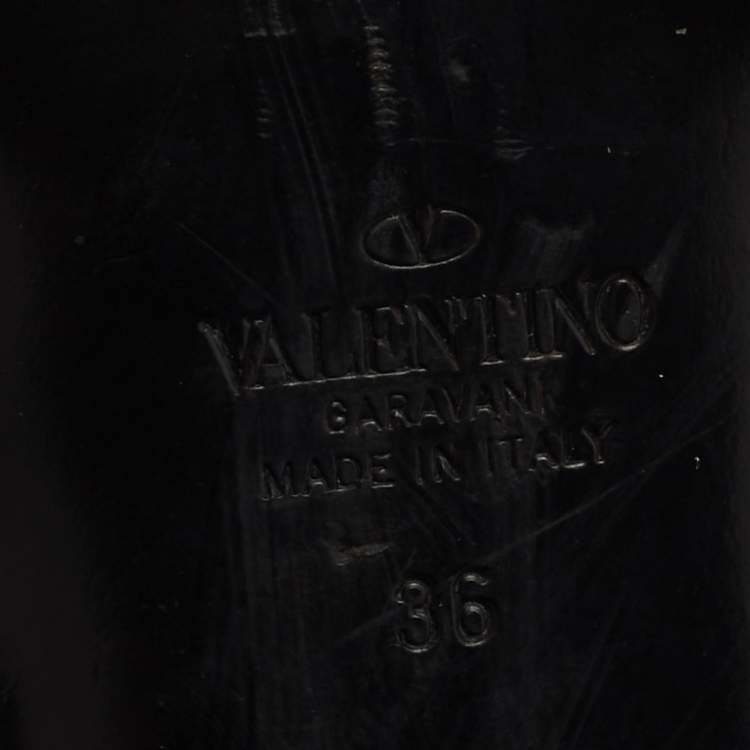 V
VALENTINO
GARAVANI
MADE IN ITALY
36